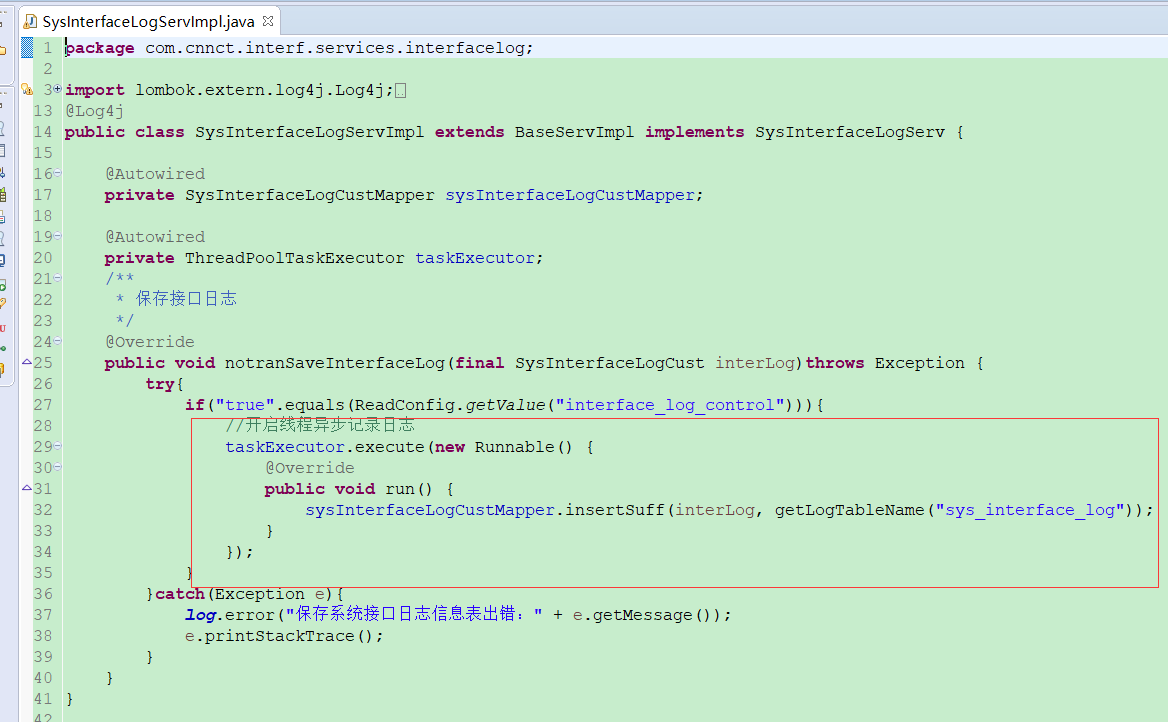 SysInterfaceLogServImpl.java
1 package com.cnnct.interf.services.interfacelog;
2
3 import lombok.extern.log4j.Log4j;
13 @Log4j
14 public class SysInterfaceLogServImpl extends BaseServImpl implements SysInterfaceLogServ {
15
16 @Autowired
17 private SysInterfaceLogCustMapper sysInterfaceLogCustMapper;
18
19 @Autowired
20 private ThreadPoolTaskExecutor taskExecutor;
21 /**
22 * 保存接口日志
23 */
24 @Override
25 public void notranSaveInterfaceLog(final SysInterfaceLogCust interLog)throws Exception {
26 try{
27 if("true".equals(ReadConfig.getValue("interface_log_control"))){
28 //开启线程异步记录日志
29 taskExecutor.execute(new Runnable() {
30 @Override
31 public void run() {
32 sysInterfaceLogCustMapper.insertSuff(interLog, getLogTableName("sys_interface_log"));
33 }
34 });
35 }
36 }catch(Exception e){
37 log.error("保存系统接口日志信息表出错：" + e.getMessage());
38 e.printStackTrace();
39 }
40 }
41 }
42